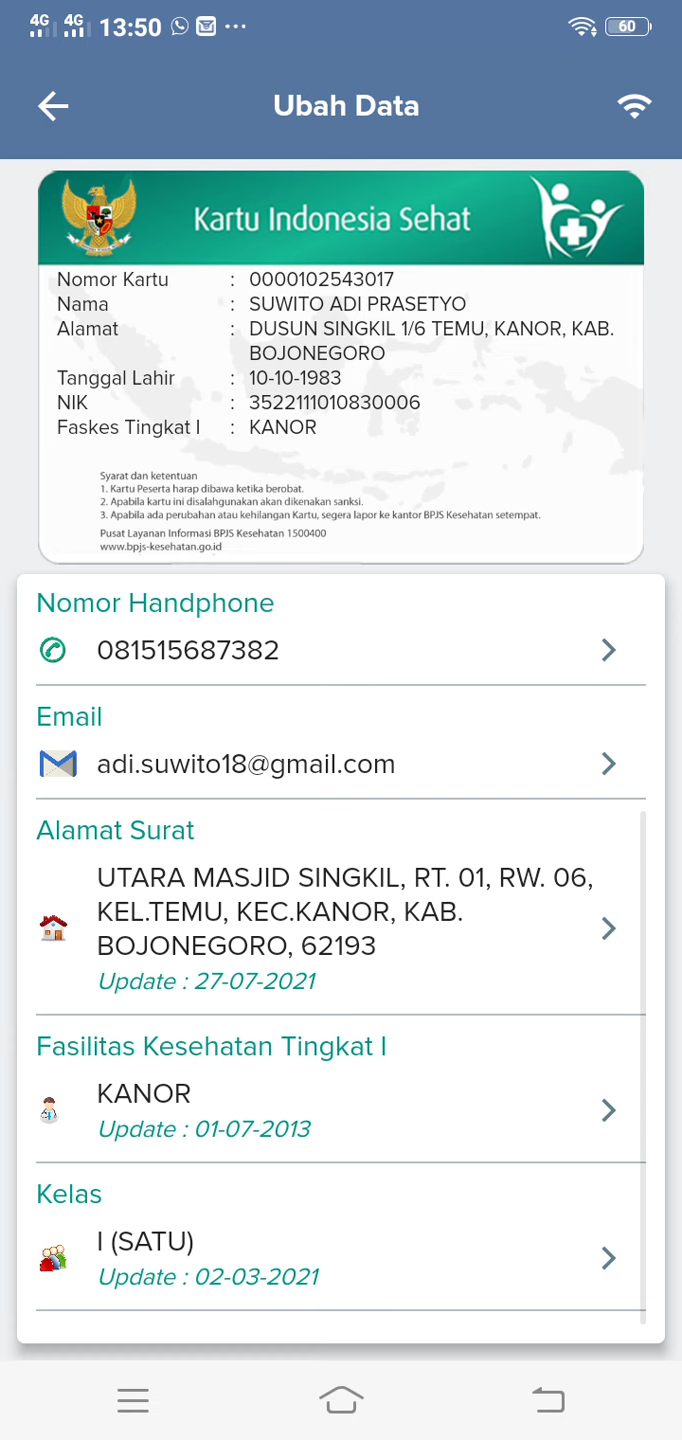 4G 4G 13:50 ... 60
Ubah Data
Kartu Indonesia Sehat
Nomor Kartu : 0000102543017
Nama : SUWITO ADI PRASETYO
Alamat : DUSUN SINGKIL 1/6 TEMU, KANOR, KAB.
BOJONEGORO
Tanggal Lahir : 10-10-1983
NIK : 3522111010830006
Faskes Tingkat I : KANOR
Syarat dan ketentuan
1. Kartu Peserta harap dibawa ketika berobat.
2. Apabila kartu ini disalahgunakan akan dikenakan sanksi.
3. Apabila ada perubahan atau kehilangan Kartu, segera lapor ke kantor BPJS Kesehatan setempat.
Pusat Layanan Informasi BPJS Kesehatan 1500400
www.bpjs-kesehatan.go.id
Nomor Handphone
081515687382
Email
adi.suwito18@gmail.com
Alamat Surat
UTARA MASJID SINGKIL, RT. 01, RW. 06,
KEL.TEMU, KEC.KANOR, KAB.
BOJONEGORO, 62193
Update : 27-07-2021
Fasilitas Kesehatan Tingkat I
KANOR
Update : 01-07-2013
Kelas
I (SATU)
Update : 02-03-2021